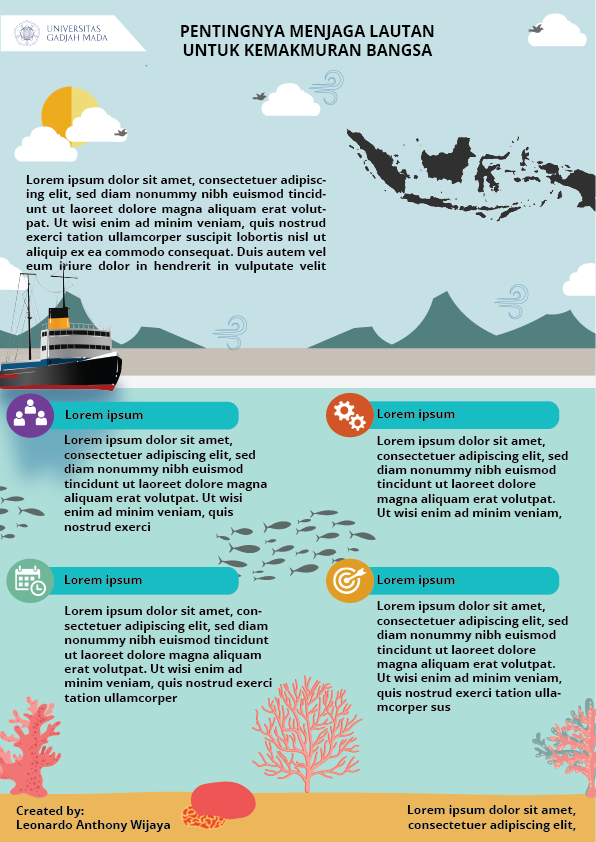 UNIVERSITAS
GADJAH MADA
PENTINGNYA MENJAGA LAUTAN
UNTUK KEMAKMURAN BANGSA
Lorem ipsum dolor sit amet, consectetuer adipisc-
ing elit, sed diam nonummy nibh euismod tincid-
unt ut laoreet dolore magna aliquam erat volut-
pat. Ut wisi enim ad minim veniam, quis nostrud
exerci tation ullamcorper suscipit lobortis nisl ut
aliquip ex ea commodo consequat. Duis autem vel
eum iriure dolor in hendrerit in vulputate velit
Lorem ipsum
Lorem ipsum dolor sit amet,
consectetuer adipiscing elit, sed
diam nonummy nibh euismod
tincidunt ut laoreet dolore magna
aliquam erat volutpat. Ut wisi
enim ad minim veniam, quis
nostrud exerci
Lorem ipsum
Lorem ipsum dolor sit amet,
consectetuer adipiscing elit, sed
diam nonummy nibh euismod
tincidunt ut laoreet dolore
magna aliquam erat volutpat.
Ut wisi enim ad minim veniam,
Lorem ipsum
Lorem ipsum dolor sit amet, con-
sectetuer adipiscing elit, sed diam
nonummy nibh euismod tincidunt
ut laoreet dolore magna aliquam
erat volutpat. Ut wisi enim ad
minim veniam, quis nostrud exerci
tation ullamcorper
Lorem ipsum
Lorem ipsum dolor sit amet,
consectetuer adipiscing elit, sed
diam nonummy nibh euismod
tincidunt ut laoreet dolore
magna aliquam erat volutpat.
Ut wisi enim ad minim veniam,
quis nostrud exerci tation ulla-
mcorper sus
Created by:
Leonardo Anthony Wijaya
Lorem ipsum dolor sit amet,
consectetuer adipiscing elit,